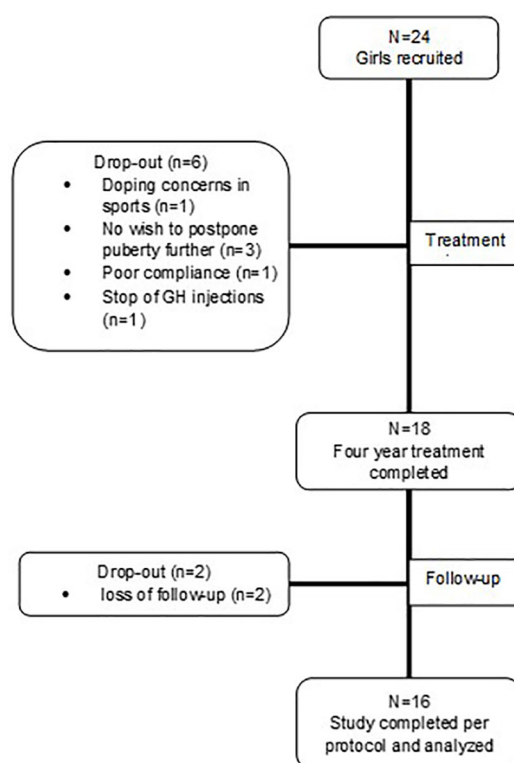 N=24
Girls recruited
Drop-out (n=6)
• Doping concerns in
sports (n=1)
• No wish to postpone
puberty further (n=3)
• Poor compliance (n=1)
• Stop of GH injections
(n=1)
Treatment
N=18
Four year treatment
completed
Drop-out (n=2)
• loss of follow-up (n=2)
Follow-up
N=16
Study completed per
protocol and analyzed